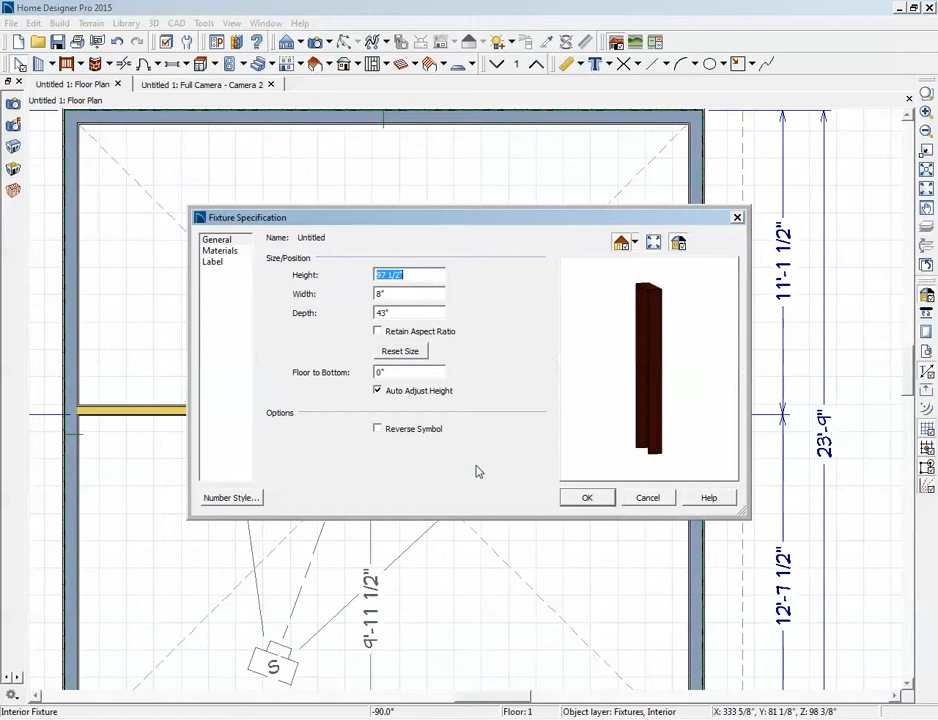 Home Designer Pro 2015
File Edit Build Terrain Library 3D CAD Tools View Window Help
1
Untitled 1: Floor Plan Untitled 1: Full Camera - Camera 2
Untitled 1: Floor Plan
Fixture Specification
General
Materials
Label
Name: Untitled
Size/Position
Height: 97 1/2"
Width: 8"
Depth: 43"
Retain Aspect Ratio
Reset Size
Floor to Bottom: 0"
Auto Adjust Height
Options
Reverse Symbol
Number Style... OK Cancel Help
11'-1 1/2"
23'-9"
12'-7 1/2"
9'-11 1/2"
S
Interior Fixture -90.0° Floor: 1 Object layer: Fixtures, Interior X: 333 5/8", Y: 81 1/8", Z: 98 3/8"